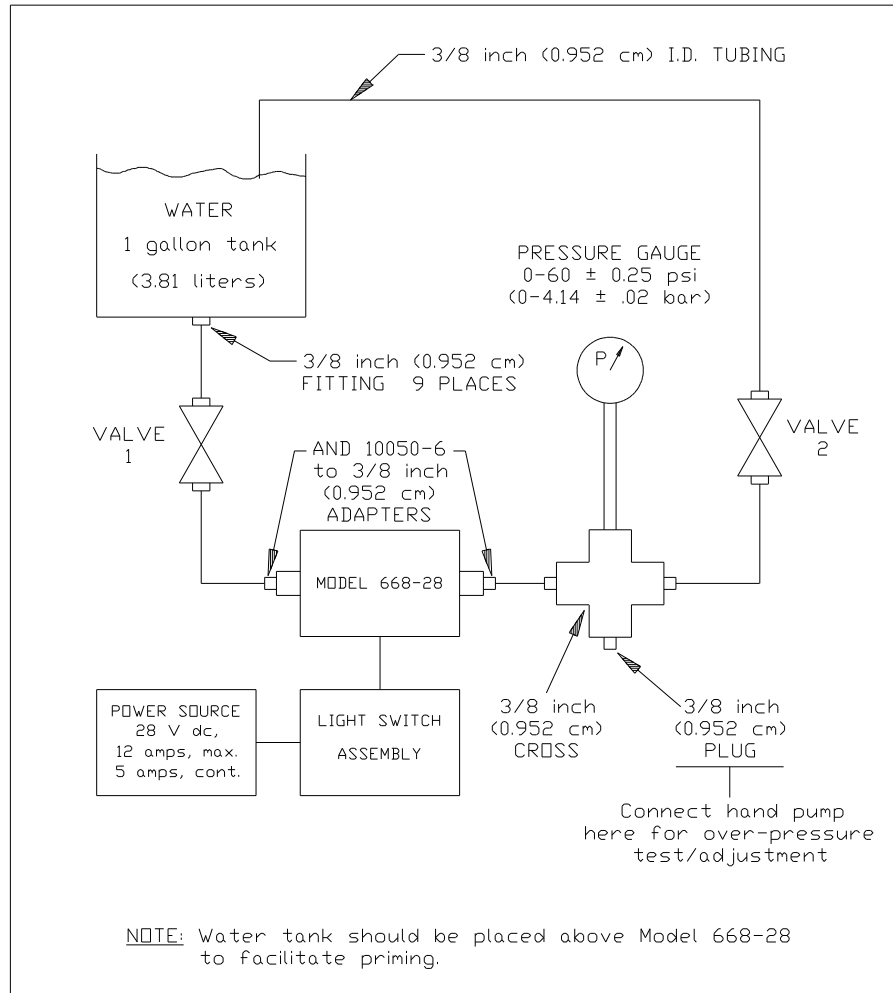 3/8 inch (0.952 cm) I.D. TUBING
WATER
1 gallon tank
(3.81 liters)
PRESSURE GAUGE
0-60 ± 0.25 psi
(0-4.14 ± .02 bar)
P
3/8 inch (0.952 cm)
FITTING 9 PLACES
VALVE
1
VALVE
2
AND 10050-6
to 3/8 inch
(0.952 cm)
ADAPTERS
MODEL 668-28
POWER SOURCE
28 V dc,
12 amps, max.
5 amps, cont.
LIGHT SWITCH
ASSEMBLY
3/8 inch
(0.952 cm)
CROSS
3/8 inch
(0.952 cm)
PLUG
Connect hand pump
here for over-pressure
test/adjustment
NOTE: Water tank should be placed above Model 668-28
to facilitate priming.